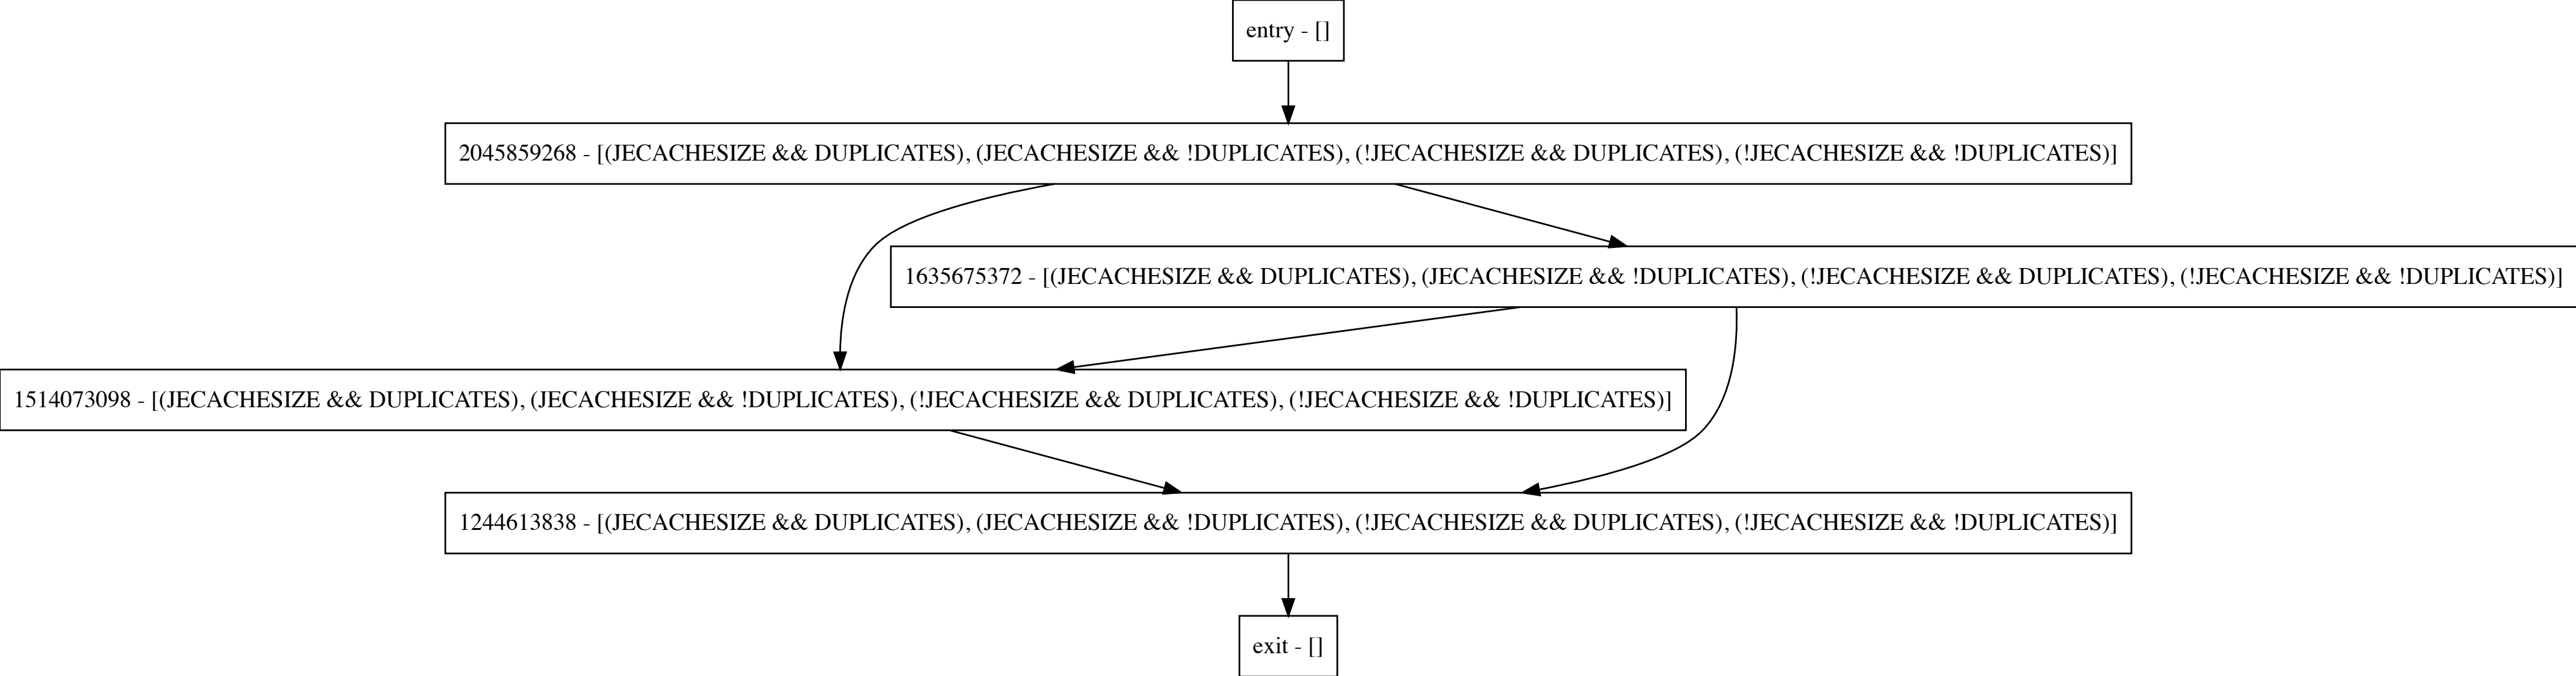 entry - []
2045859268 - [(JECACHESIZE && DUPLICATES), (JECACHESIZE && !DUPLICATES), (!JECACHESIZE && DUPLICATES), (!JECACHESIZE && !DUPLICATES)]
1635675372 - [(JECACHESIZE && DUPLICATES), (JECACHESIZE && !DUPLICATES), (!JECACHESIZE && DUPLICATES), (!JECACHESIZE && !DUPLICATES)]
1514073098 - [(JECACHESIZE && DUPLICATES), (JECACHESIZE && !DUPLICATES), (!JECACHESIZE && DUPLICATES), (!JECACHESIZE && !DUPLICATES)]
1244613838 - [(JECACHESIZE && DUPLICATES), (JECACHESIZE && !DUPLICATES), (!JECACHESIZE && DUPLICATES), (!JECACHESIZE && !DUPLICATES)]
exit - []